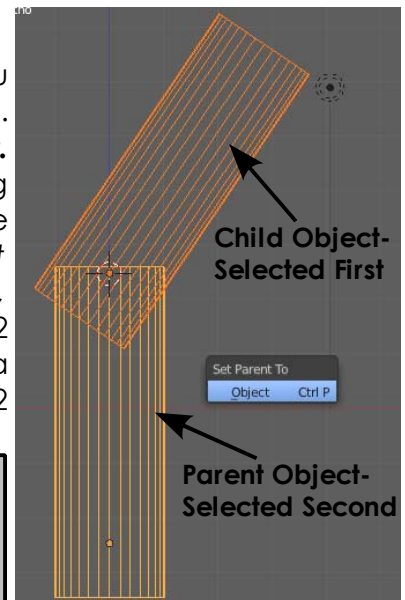 Child Object-
Selected First
Set Parent To
Object Ctrl P
Parent Object-
Selected Second